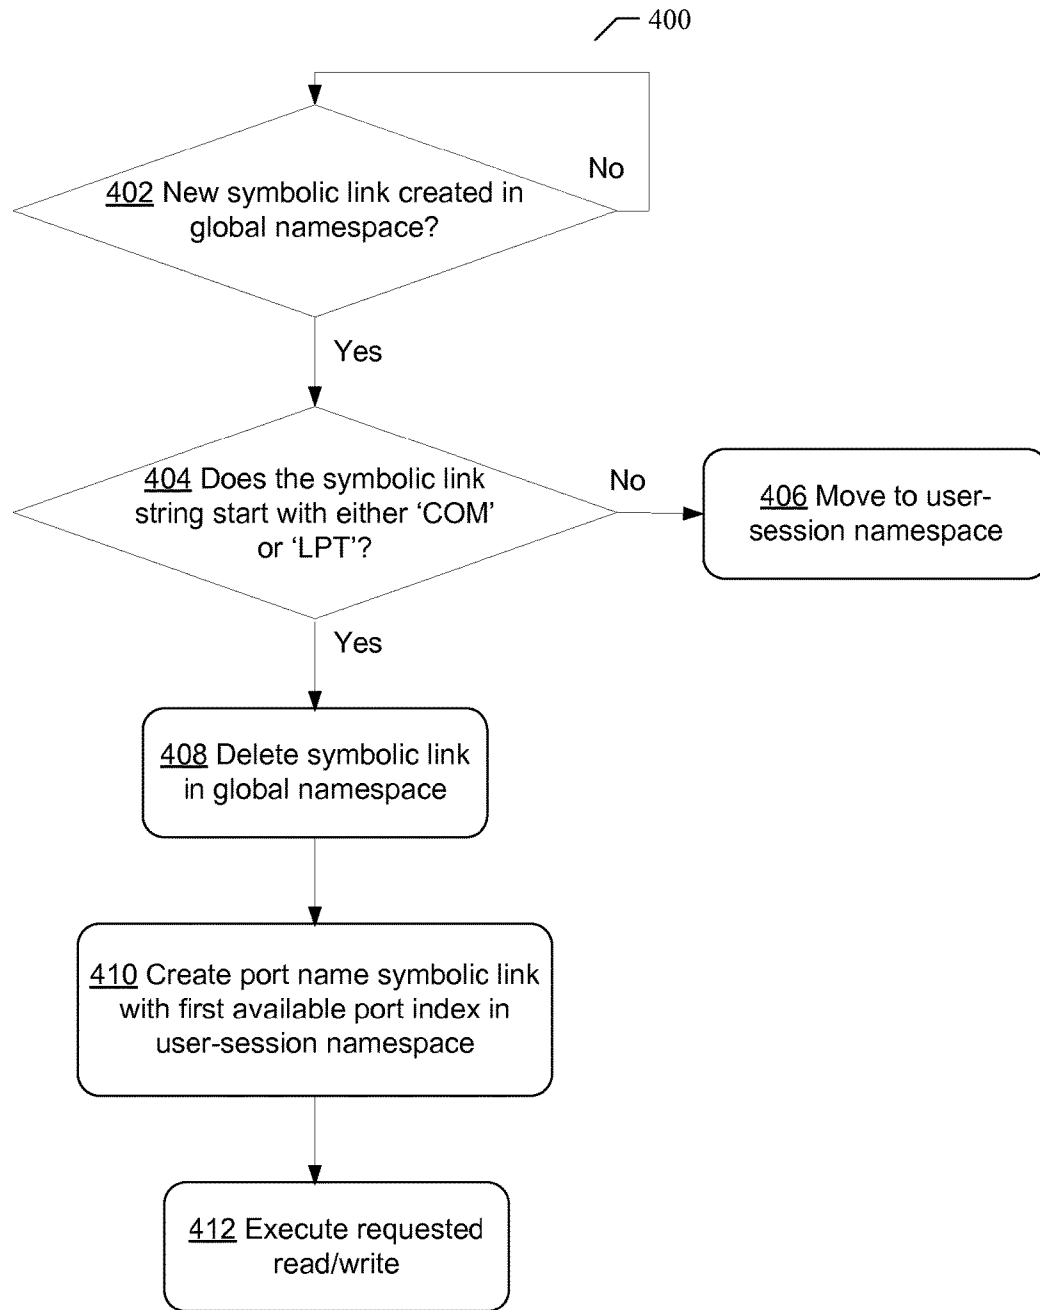 400
No
402 New symbolic link created in
global namespace?
Yes
404 Does the symbolic link
string start with either ‘COM’
or ‘LPT’?
No
406 Move to user-
session namespace
Yes
408 Delete symbolic link
in global namespace
410 Create port name symbolic link
with first available port index in
user-session namespace
412 Execute requested
read/write